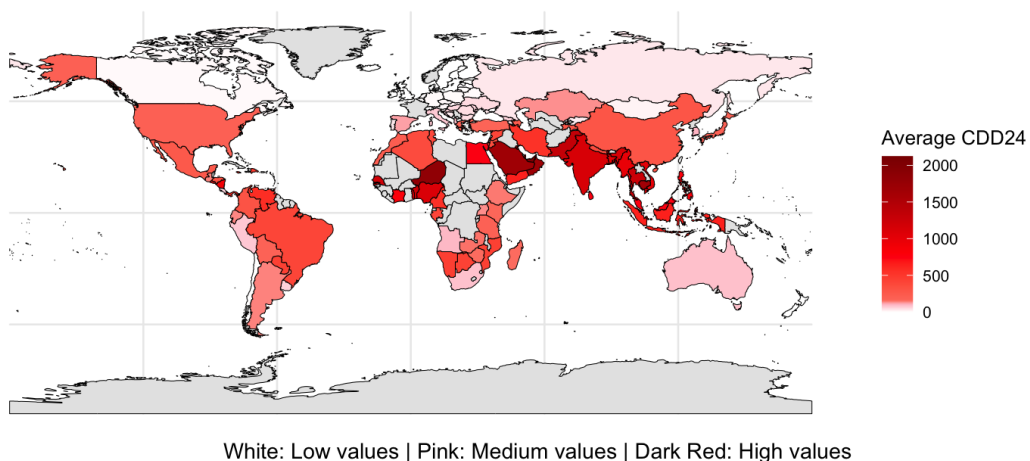 Average CDD24
2000
1500
1000
500
0
White: Low values | Pink: Medium values | Dark Red: High values